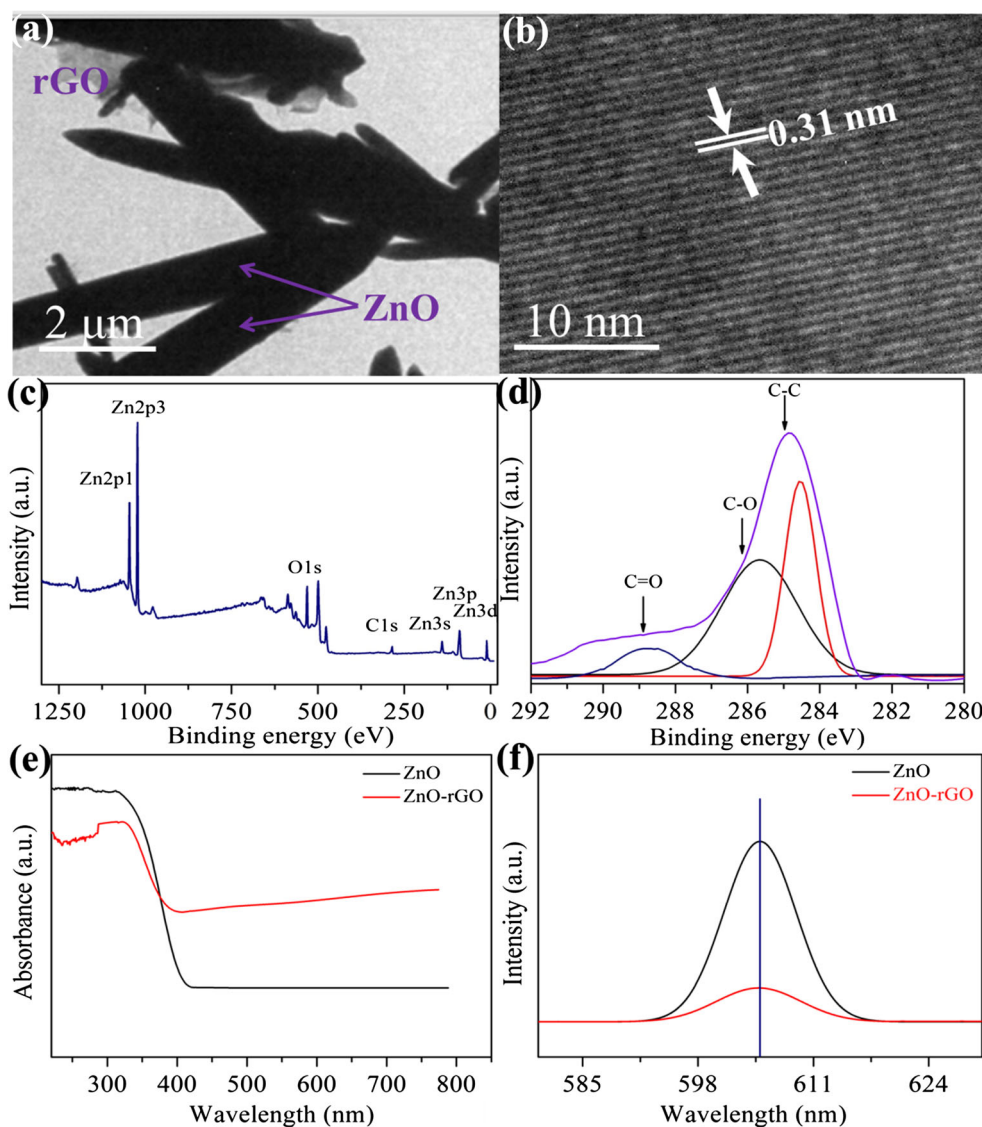 (a)
rGO
ZnO
2 μm
(b)
0.31 nm
10 nm
(c)
Zn2p3
Zn2p1
O1s
C1s
Zn3s
Zn3p
Zn3d
Intensity (a.u.)
1250 1000 750 500 250 0
Binding energy (eV)
(d)
C-C
C-O
C=O
Intensity (a.u.)
292 290 288 286 284 282 280
Binding energy (eV)
(e)
ZnO
ZnO-rGO
Absorbance (a.u.)
300 400 500 600 700 800
Wavelength (nm)
(f)
ZnO
ZnO-rGO
Intensity (a.u.)
585 598 611 624
Wavelength (nm)